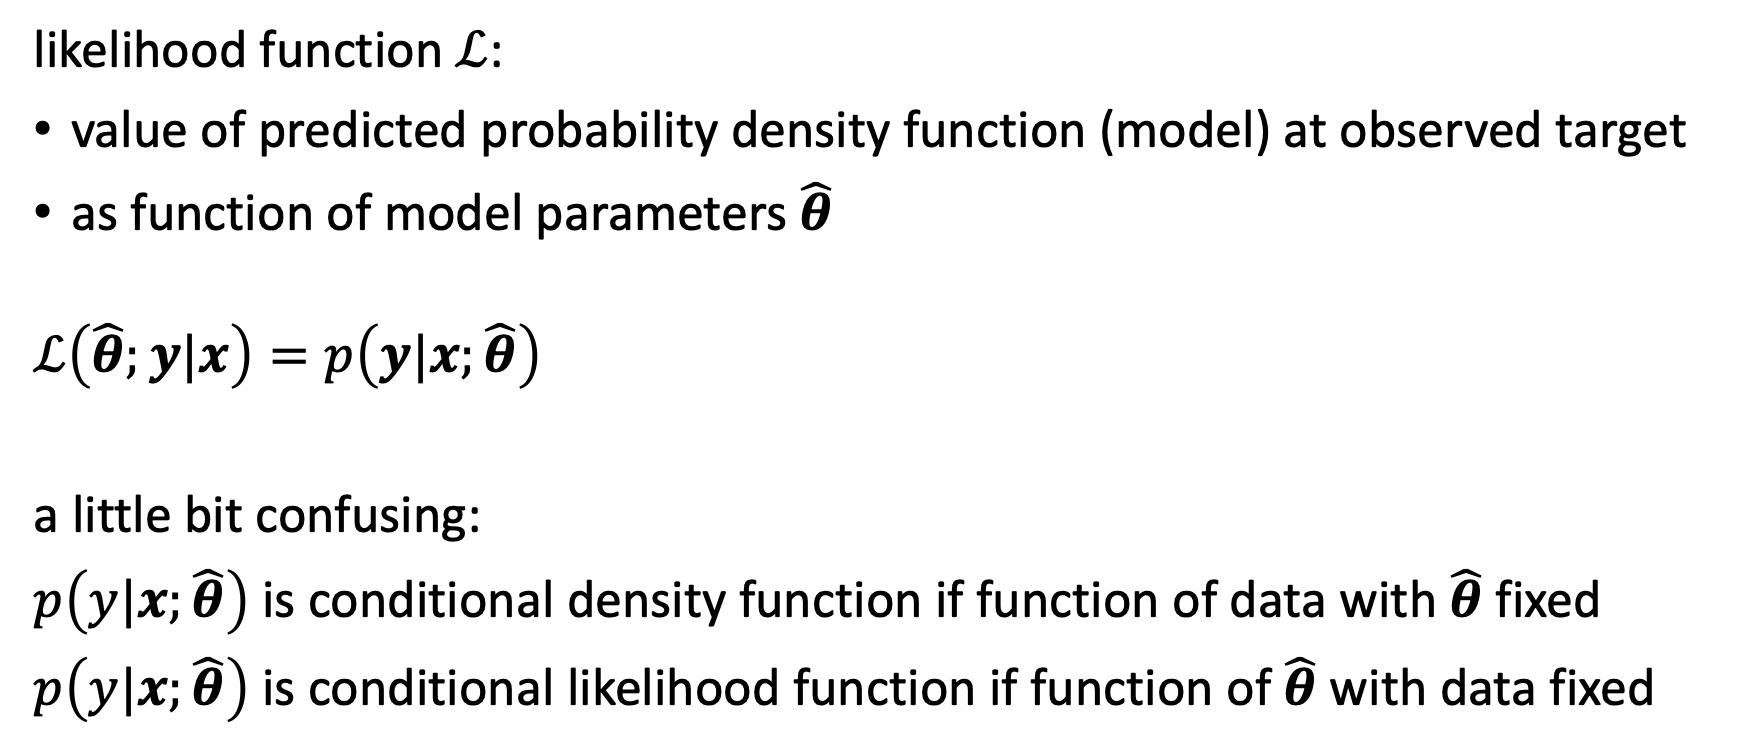 likelihood function ℒ:
• value of predicted probability density function (model) at observed target
• as function of model parameters 𝜽̂
ℒ(𝜽̂; 𝒚|𝒙) = 𝑝(𝒚|𝒙; 𝜽̂)
a little bit confusing:
𝑝(𝑦|𝒙; 𝜽̂) is conditional density function if function of data with 𝜽̂ fixed
𝑝(𝑦|𝒙; 𝜽̂) is conditional likelihood function if function of 𝜽̂ with data fixed